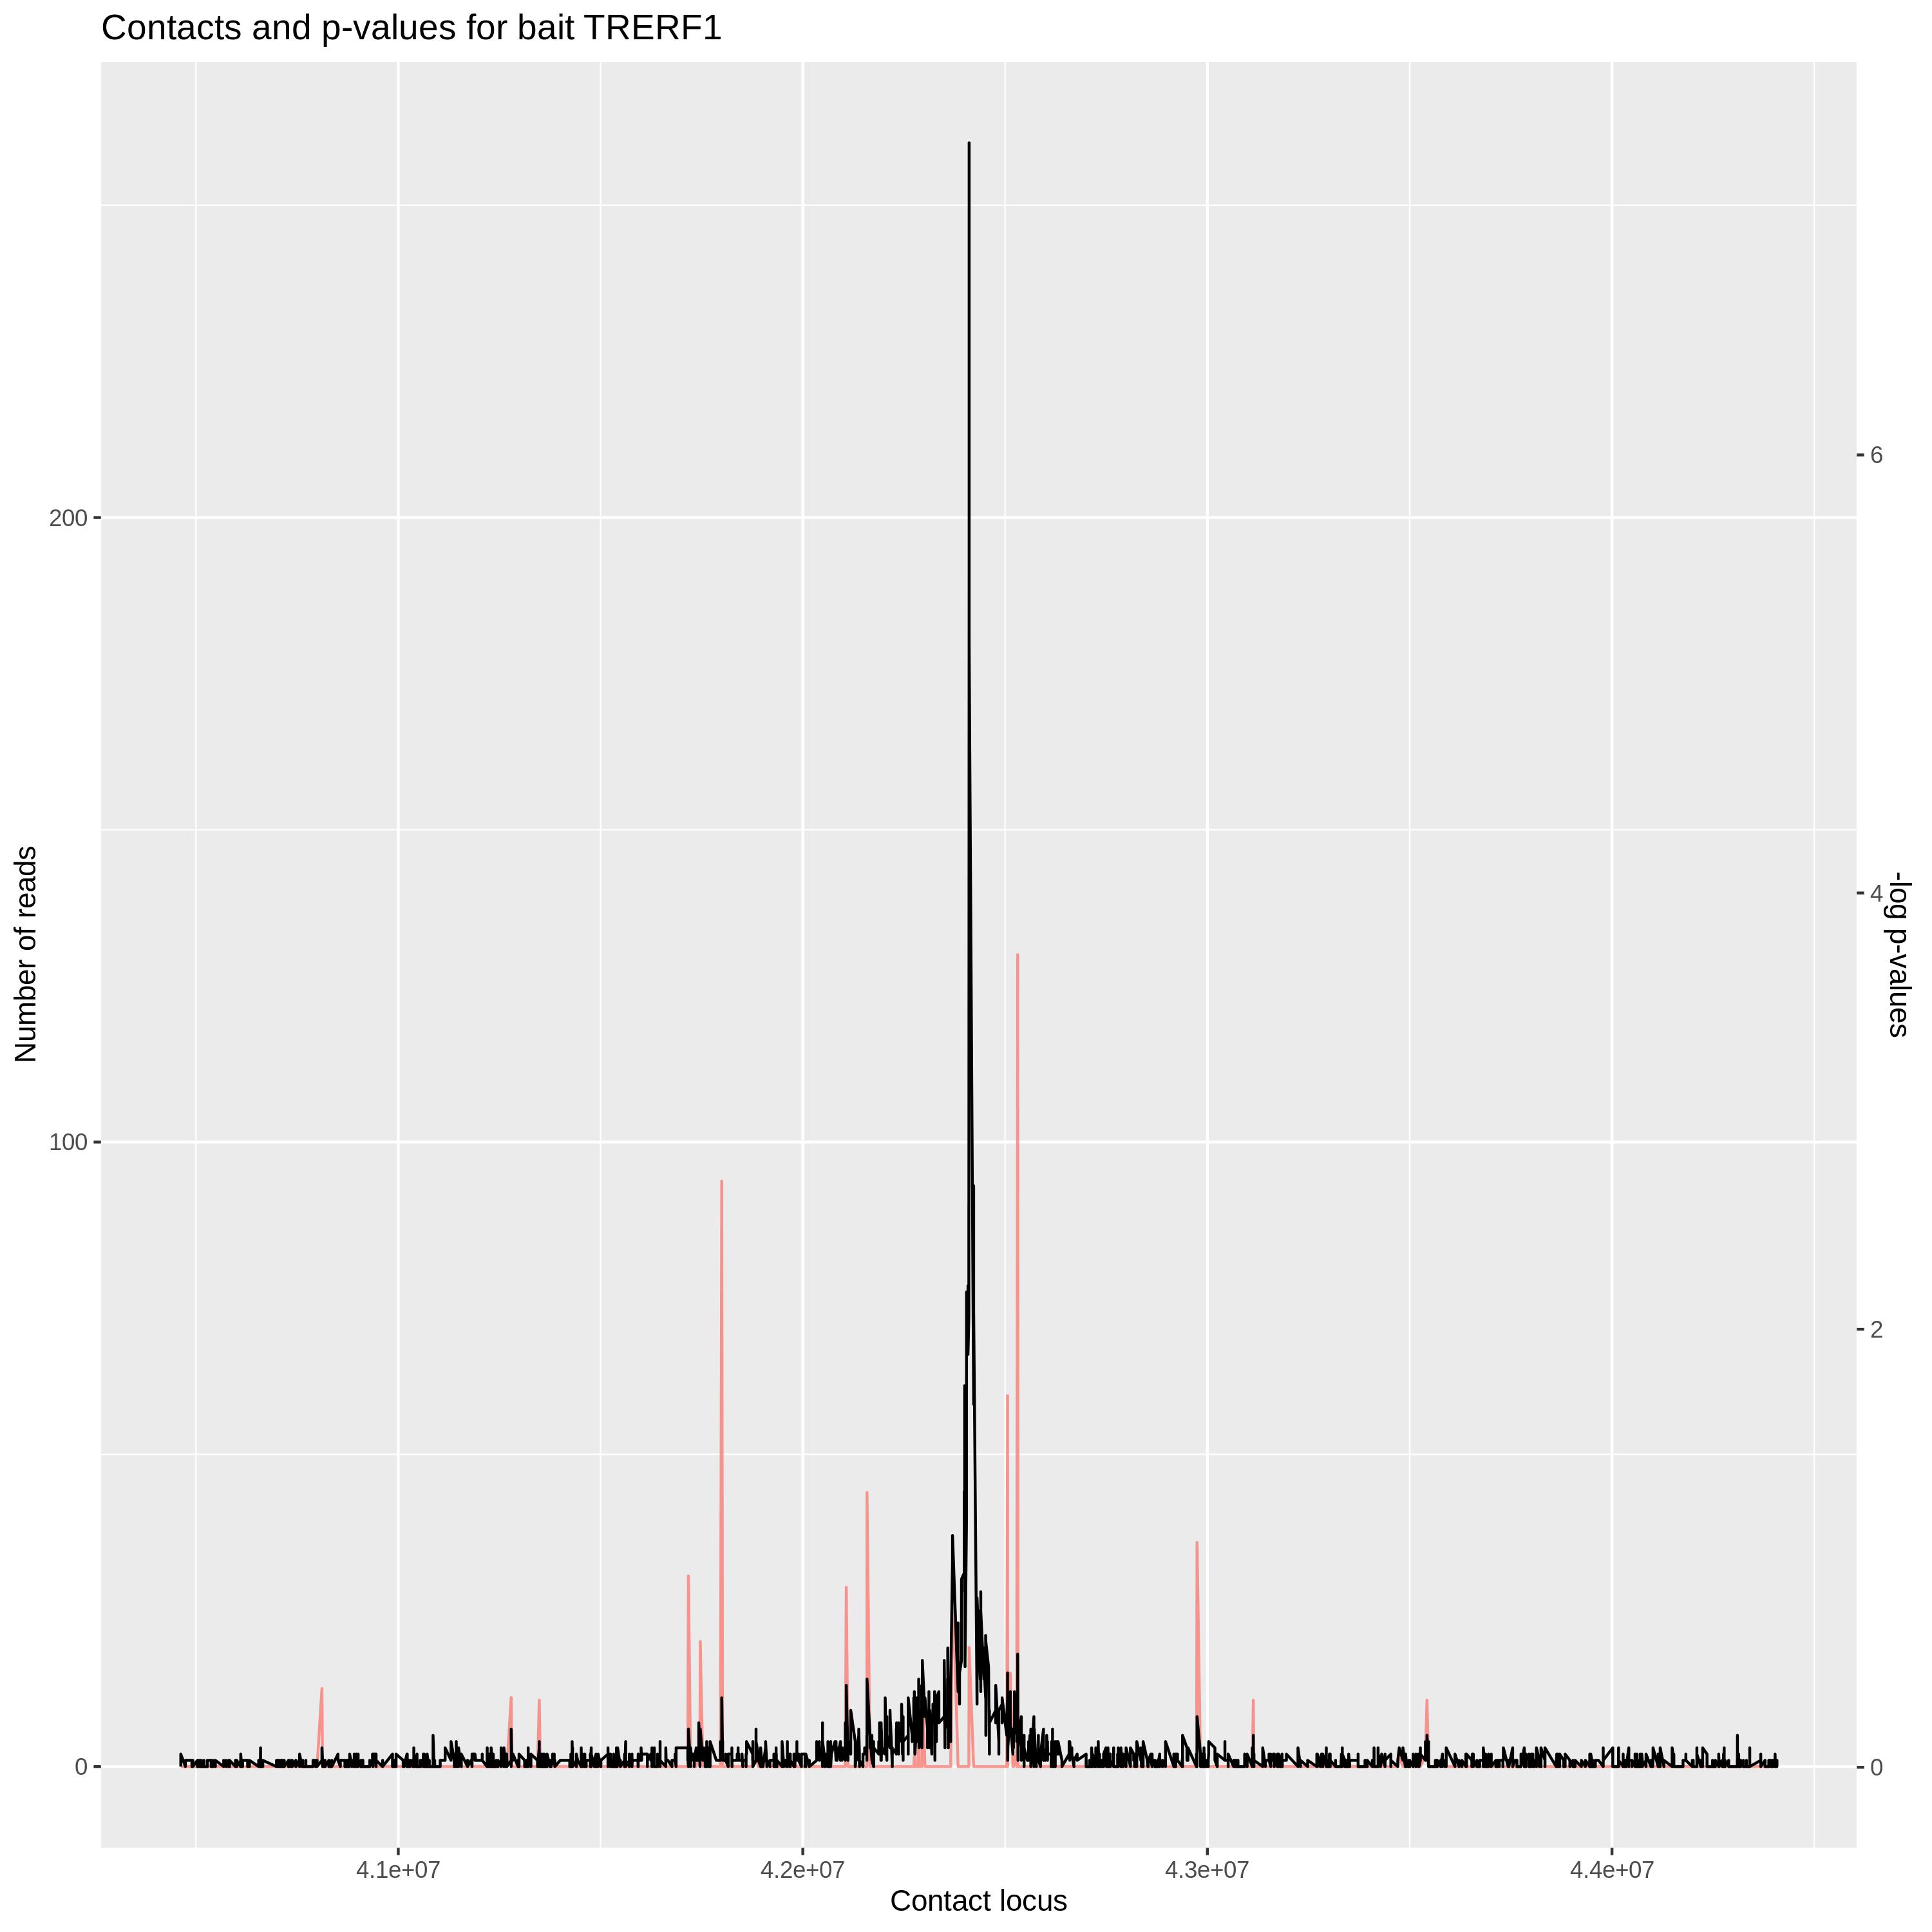 Contacts and p-values for bait TRERF1
Number of reads
200
100
0
6
4
2
0
-log p-values
4.1e+07
4.2e+07
4.3e+07
4.4e+07
Contact locus